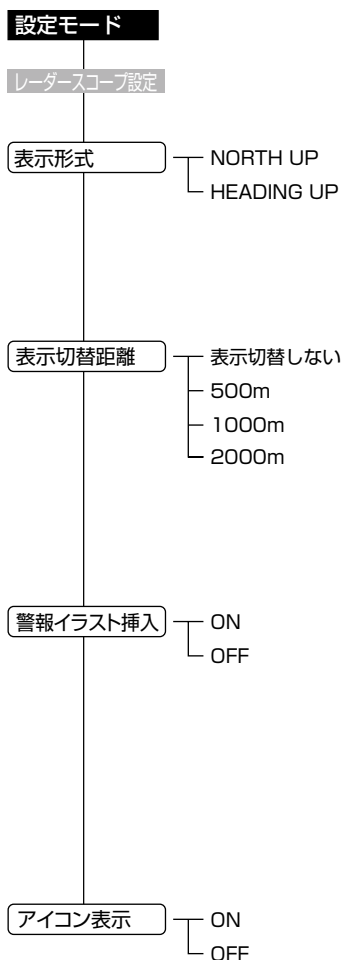 設定モード
レーダースコープ設定
表示形式
NORTH UP
HEADING UP
表示切替距離
表示切替しない
500m
1000m
2000m
警報イラスト挿入
ON
OFF
アイコン表示
ON
OFF